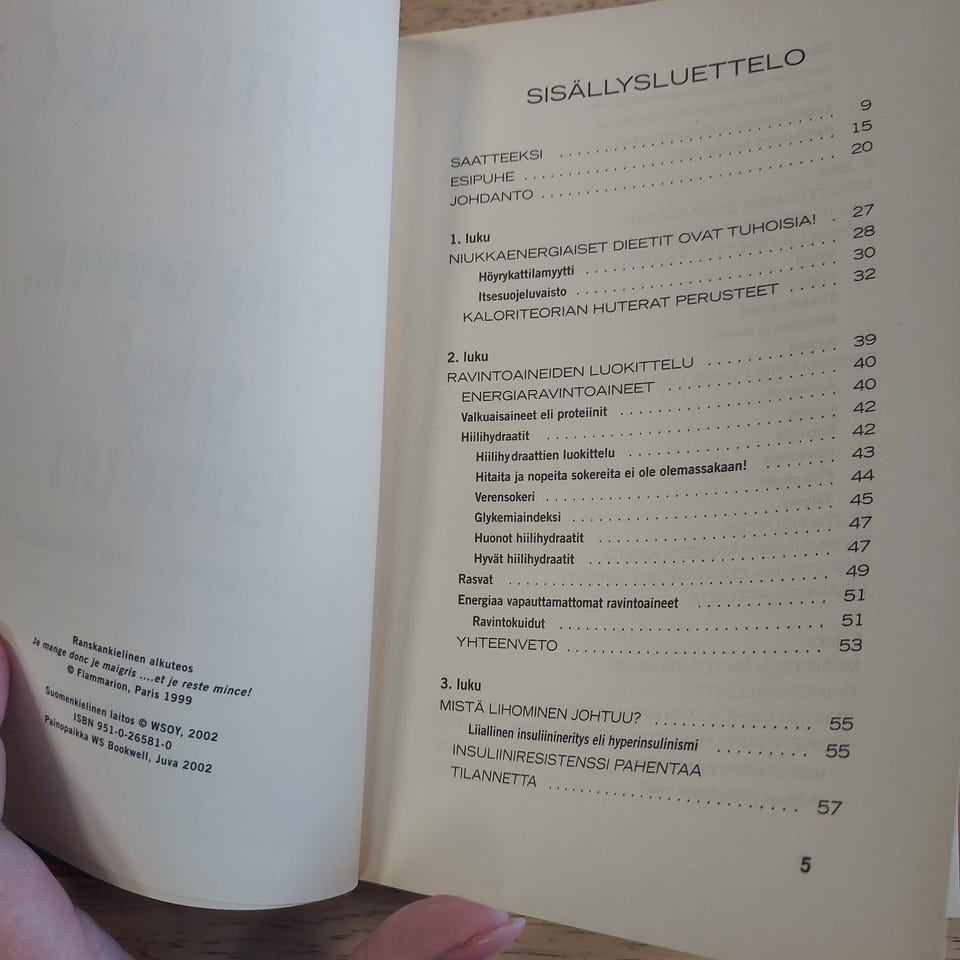 Ranskankielinen alkuteos
Je mange donc je maigris ....et je reste mince!
© Flammarion, Paris 1999
Suomenkielinen laitos © WSOY, 2002
ISBN 951-0-26581-0
Painopaikka WS Bookwell, Juva 2002
SISÄLLYSLUETTELO
SAATTEEKSI 9
ESIPUHE 15
JOHDANTO 20
1. luku
NIUKKAENERGIAISET DIEETIT OVAT TUHOISIA! 27
Höyrykattilamyytti 28
Itsesuojeluvaisto 30
KALORITEORIAN HUTERAT PERUSTEET 32
2. luku
RAVINTOAINEIDEN LUOKITTELU 39
ENERGIARAVINTOAINEET 40
Valkuaisaineet eli proteiinit 40
Hiilihydraatit 42
Hiilihydraattien luokittelu 42
Hitaita ja nopeita sokereita ei ole olemassakaan! 43
Verensokeri 44
Glykemiaindeksi 45
Huonot hiilihydraatit 47
Hyvät hiilihydraatit 47
Rasvat 49
Energiaa vapauttamattomat ravintoaineet 51
Ravintokuidut 51
YHTEENVETO 53
3. luku
MISTÄ LIHOMINEN JOHTUU? 55
Liiallinen insuliinineritys eli hyperinsulinismi 55
INSULIINIRESISTENSSI PAHENTAA
TILANNETTA 57
5